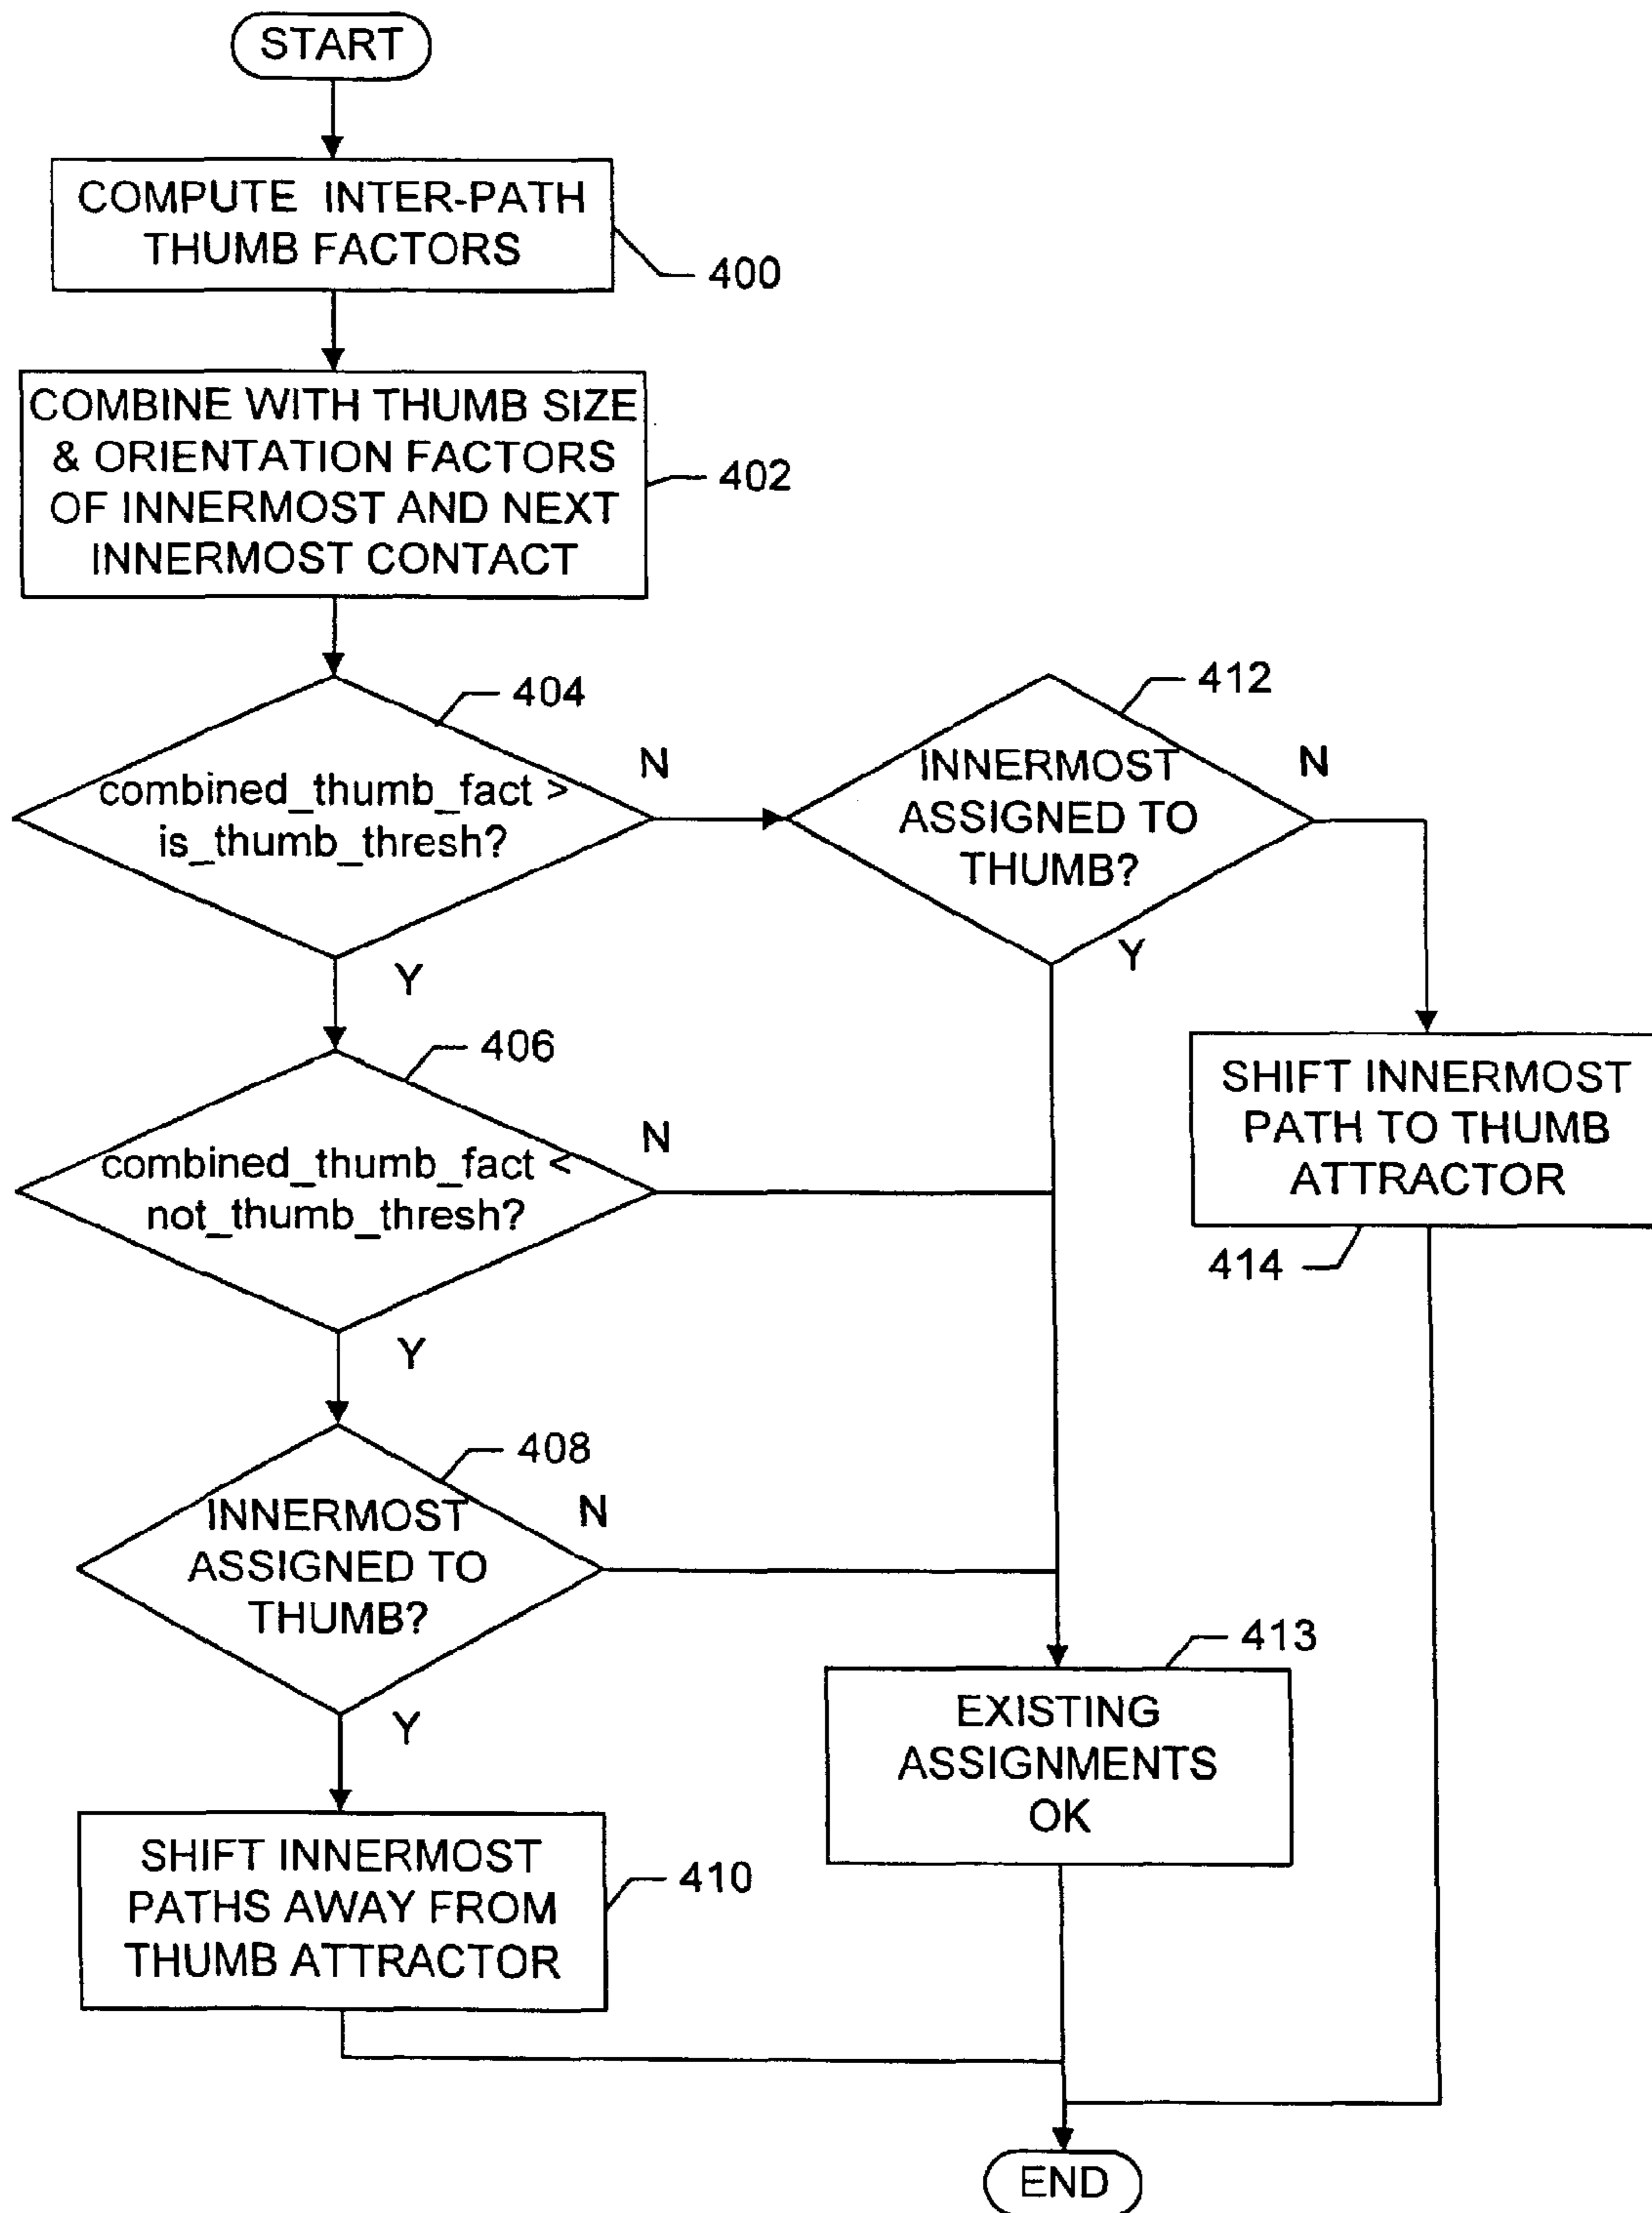 START
COMPUTE INTER-PATH
THUMB FACTORS
400
COMBINE WITH THUMB SIZE
& ORIENTATION FACTORS
OF INNERMOST AND NEXT
INNERMOST CONTACT
402
404
combined_thumb_fact >
is_thumb_thresh?
N
Y
412
INNERMOST
ASSIGNED TO
THUMB?
N
Y
406
combined_thumb_fact <
not_thumb_thresh?
N
Y
SHIFT INNERMOST
PATH TO THUMB
ATTRACTOR
414
408
INNERMOST
ASSIGNED TO
THUMB?
N
Y
413
EXISTING
ASSIGNMENTS
OK
SHIFT INNERMOST
PATHS AWAY FROM
THUMB ATTRACTOR
410
END